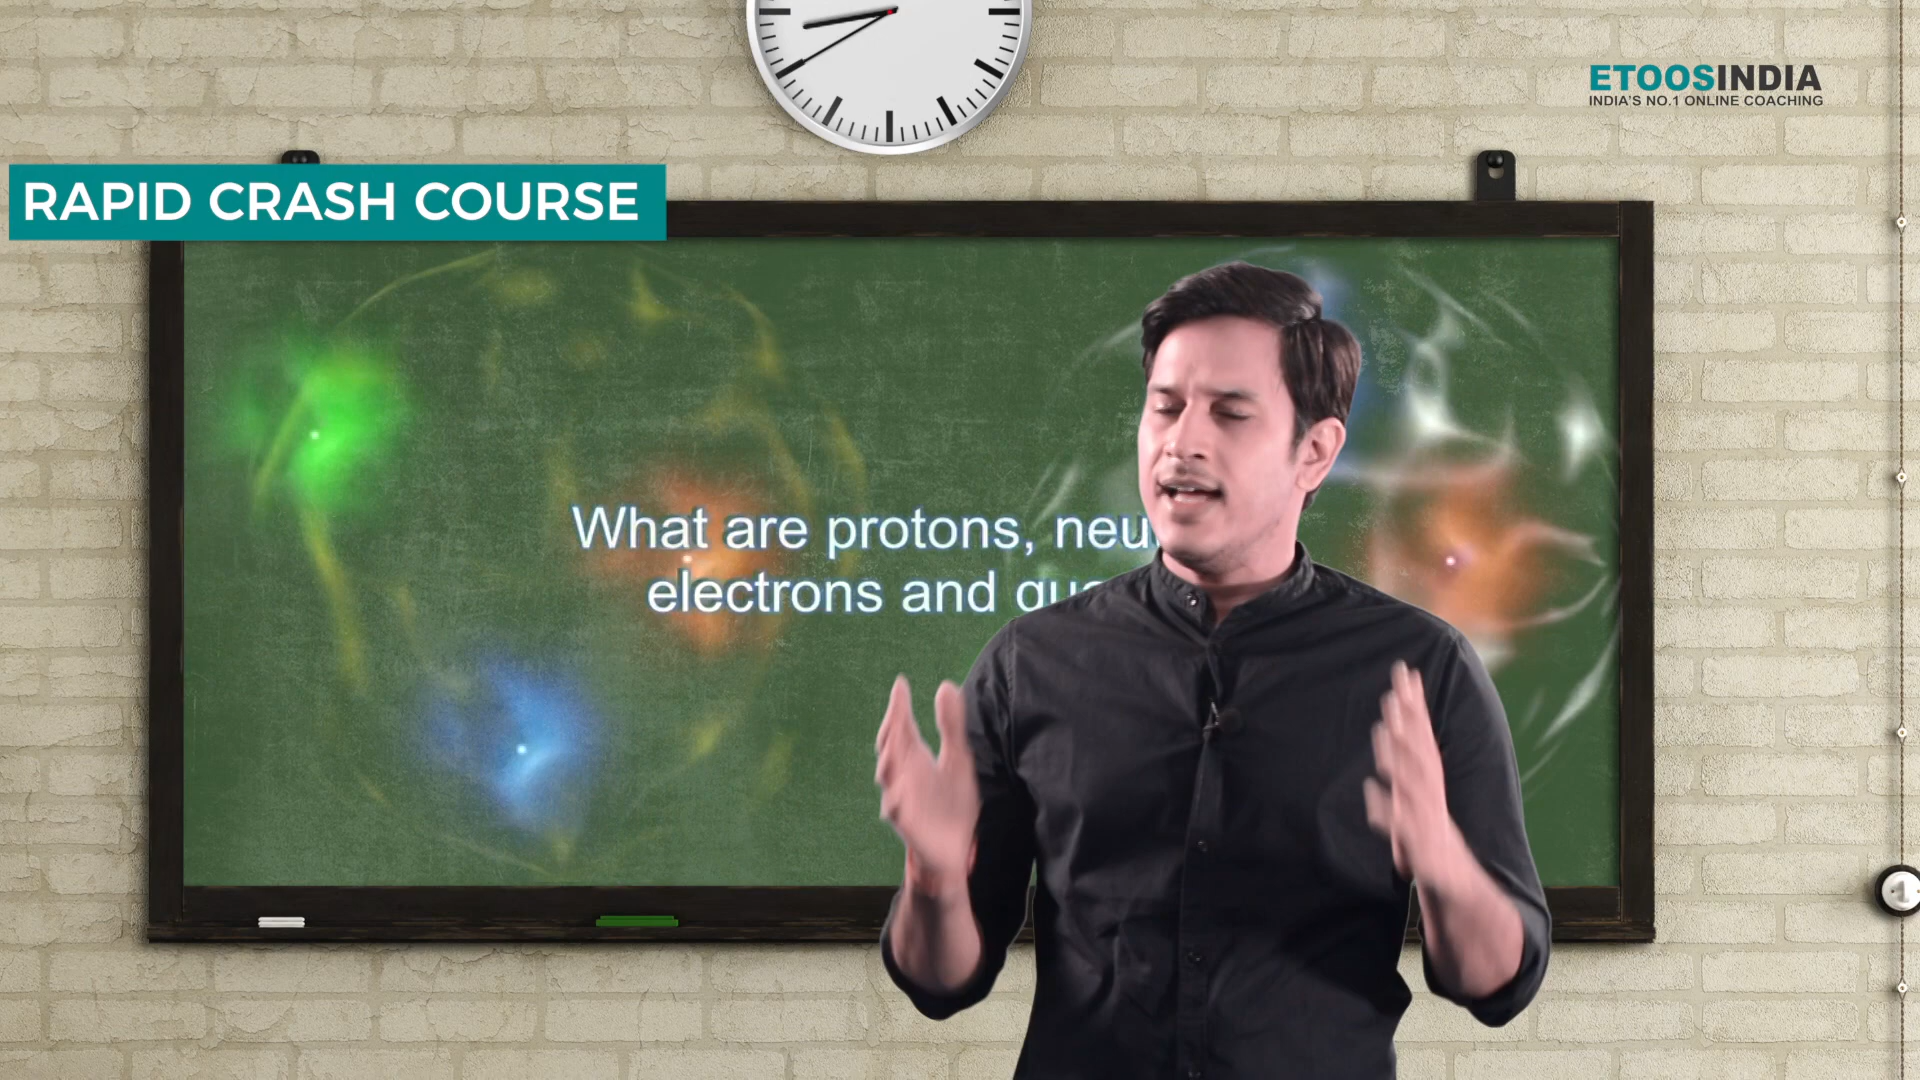 ETOOSINDIA
INDIA'S NO.1 ONLINE COACHING
RAPID CRASH COURSE
What are protons,
electrons and